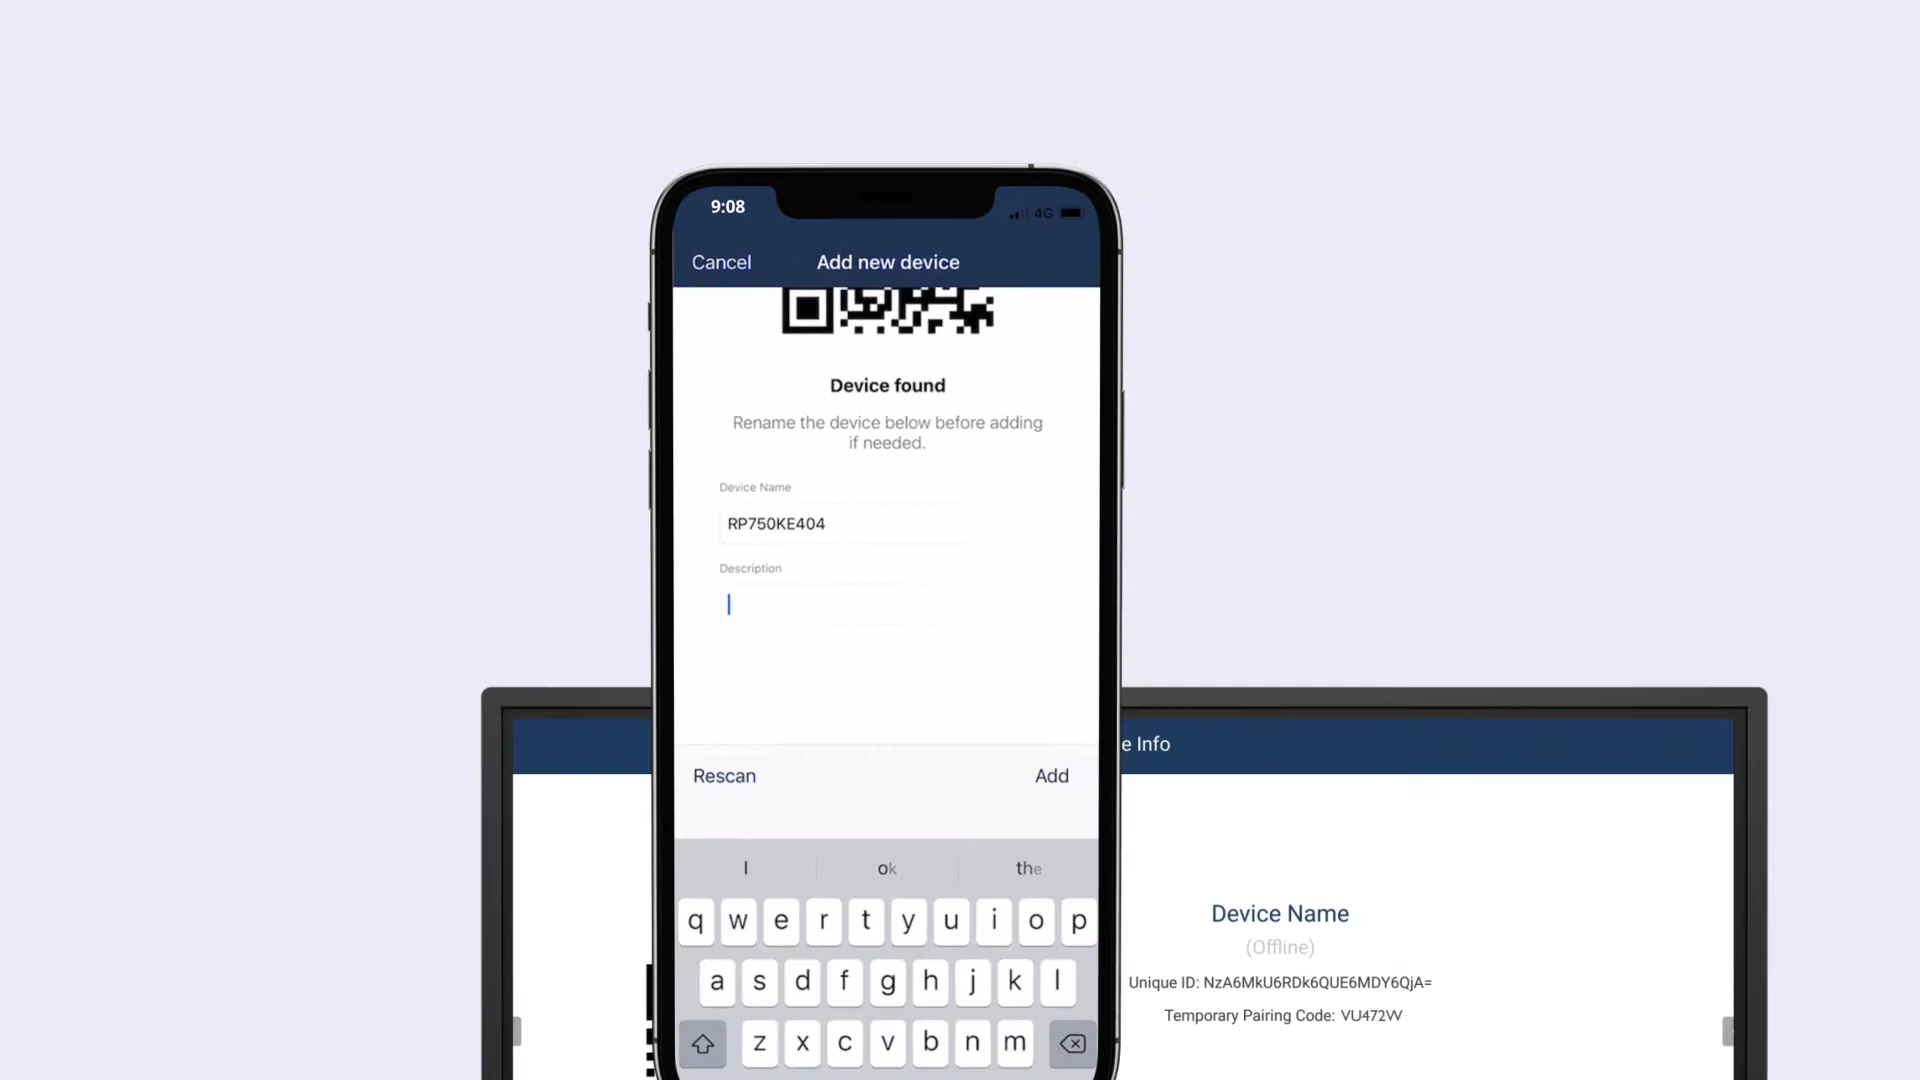 9:08
4G
Cancel
Add new device
Device found
Rename the device below before adding
if needed.
Device Name
RP750KE404
Description
Rescan
Add
I
ok
the
q w e r t y u i o p
a s d f g h j k l
z x c v b n m
e Info
Device Name
(Offline)
Unique ID: NzA6MkU6RDk6QUE6MDY6QjA=
Temporary Pairing Code: VU472W